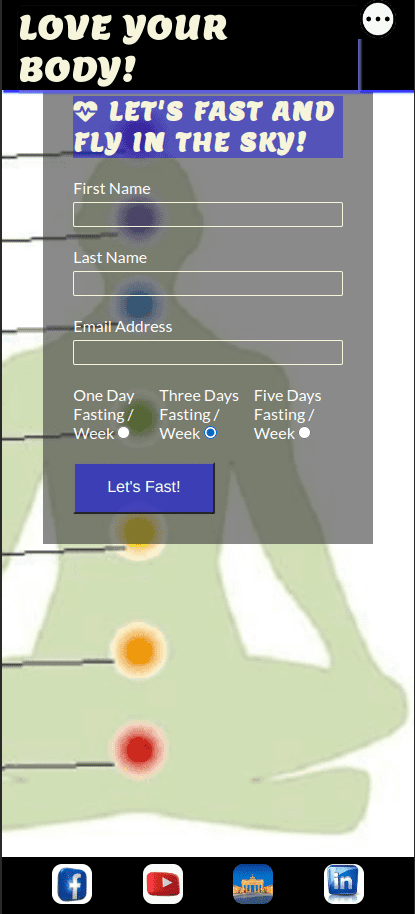 LOVE YOUR
BODY!
LET'S FAST AND
FLY IN THE SKY!
First Name
Last Name
Email Address
One Day
Fasting /
Week
Three Days
Fasting /
Week
Five Days
Fasting /
Week
Let's Fast!